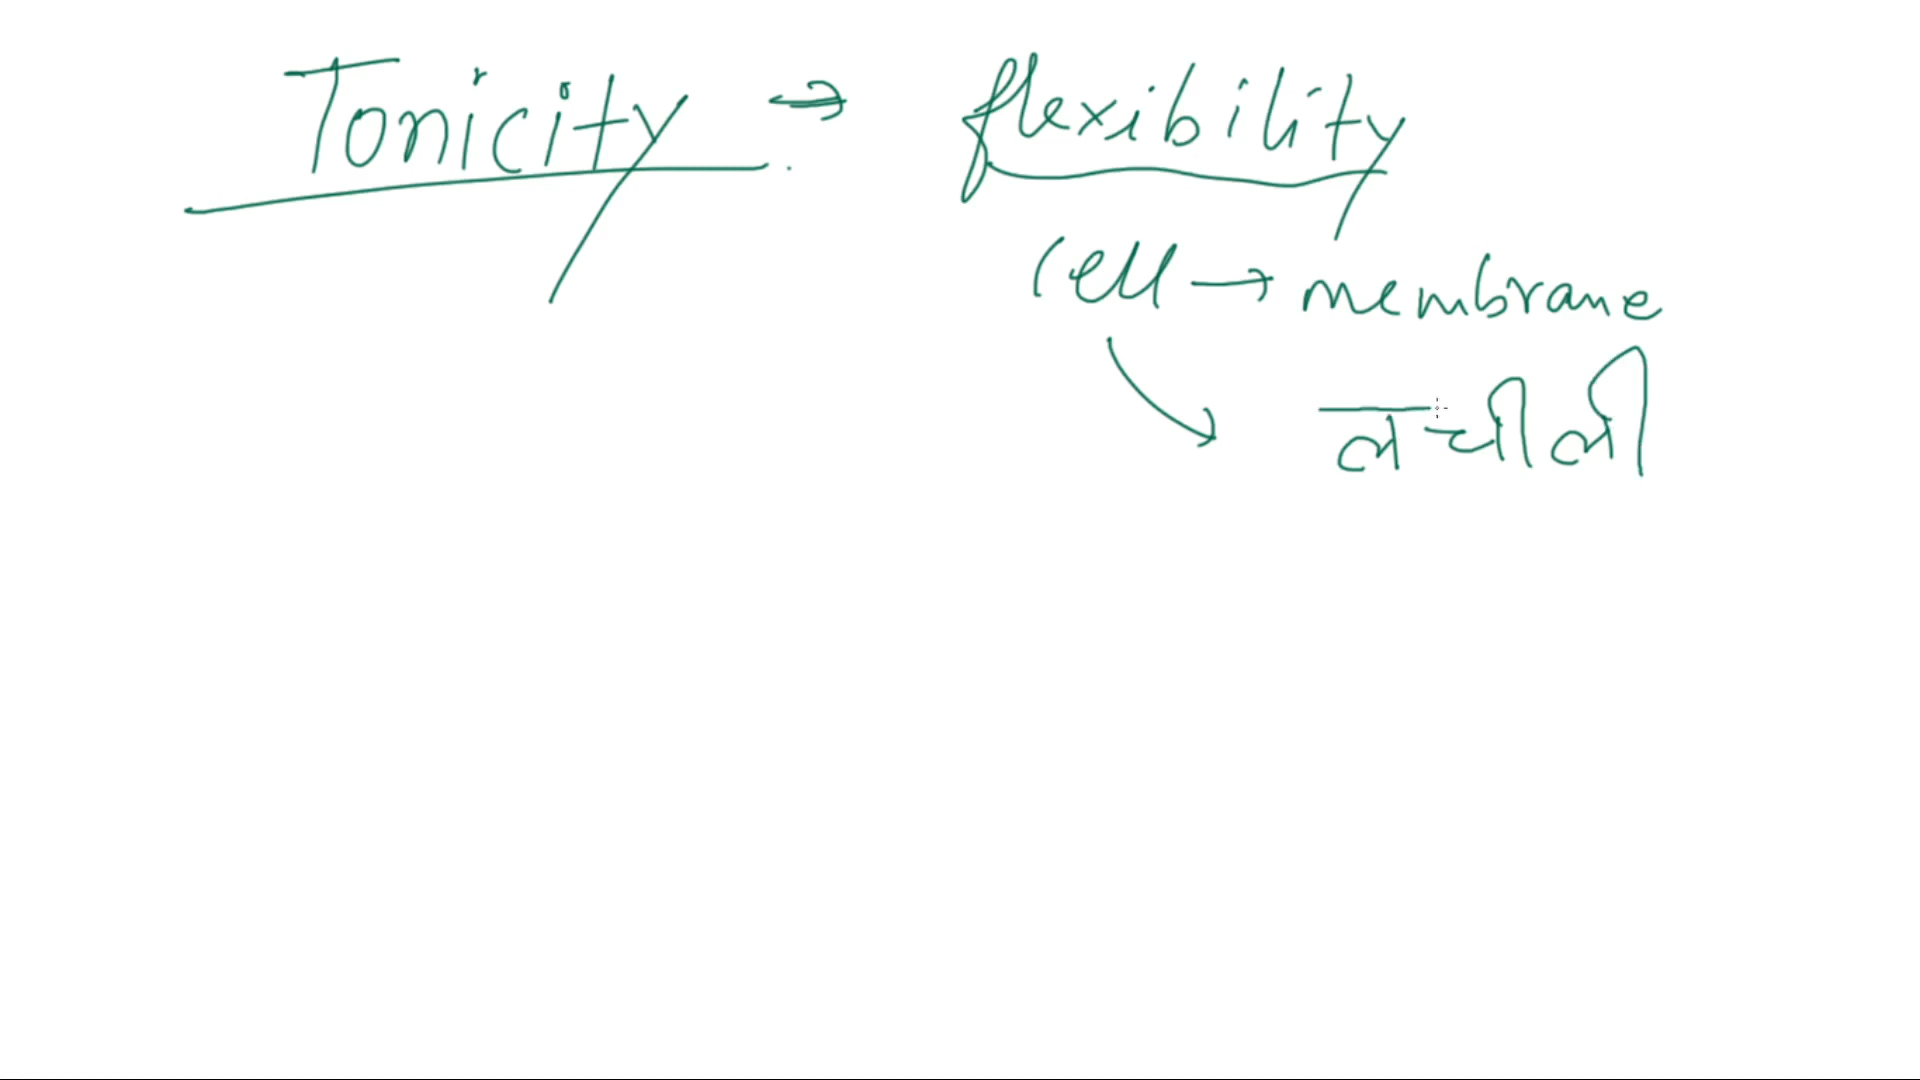 Tonicity → flexibility
cell → membrane
लचीली